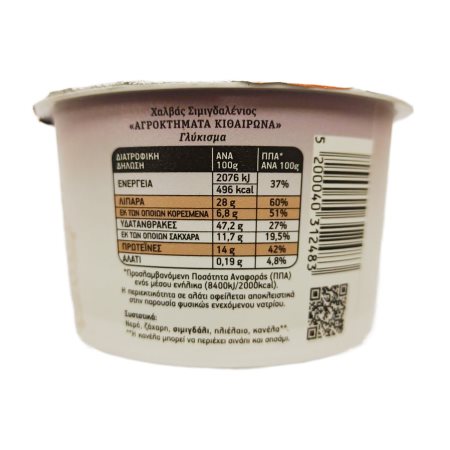 Χαλβάς Σιμιγδαλένιος
«ΑΓΡΟΚΤΗΜΑΤΑ ΚΙΘΑΙΡΩΝΑ»
Γλύκισμα
ΔΙΑΤΡΟΦΙΚΗ ΔΗΛΩΣΗ ΑΝΑ 100g ΠΠΑ* ΑΝΑ 100g
ΕΝΕΡΓΕΙΑ 2076 kJ 496 kcal 37%
ΛΙΠΑΡΑ 28 g 60%
ΕΚ ΤΩΝ ΟΠΟΙΩΝ ΚΟΡΕΣΜΕΝΑ 6,8 g 51%
ΥΔΑΤΑΝΘΡΑΚΕΣ 47,2 g 27%
ΕΚ ΤΩΝ ΟΠΟΙΩΝ ΣΑΚΧΑΡΑ 11,7 g 19,5%
ΠΡΩΤΕΪΝΕΣ 14 g 42%
ΑΛΑΤΙ 0,19 g 4,8%
*Προσλαμβανόμενη Ποσότητα Αναφοράς (ΠΠΑ)
ενός μέσου ενήλικα (8400kJ/2000kcal).
Η περιεκτικότητα σε αλάτι οφείλεται αποκλειστικά
στην παρουσία φυσικώς ενεχόμενου νατρίου.
Συστατικά:
Νερό, ζάχαρη, σιμιγδάλι, ηλιέλαιο, κανέλα**.
**Η κανέλα μπορεί να περιέχει σινάπι και σησάμι.
5 200040 312483